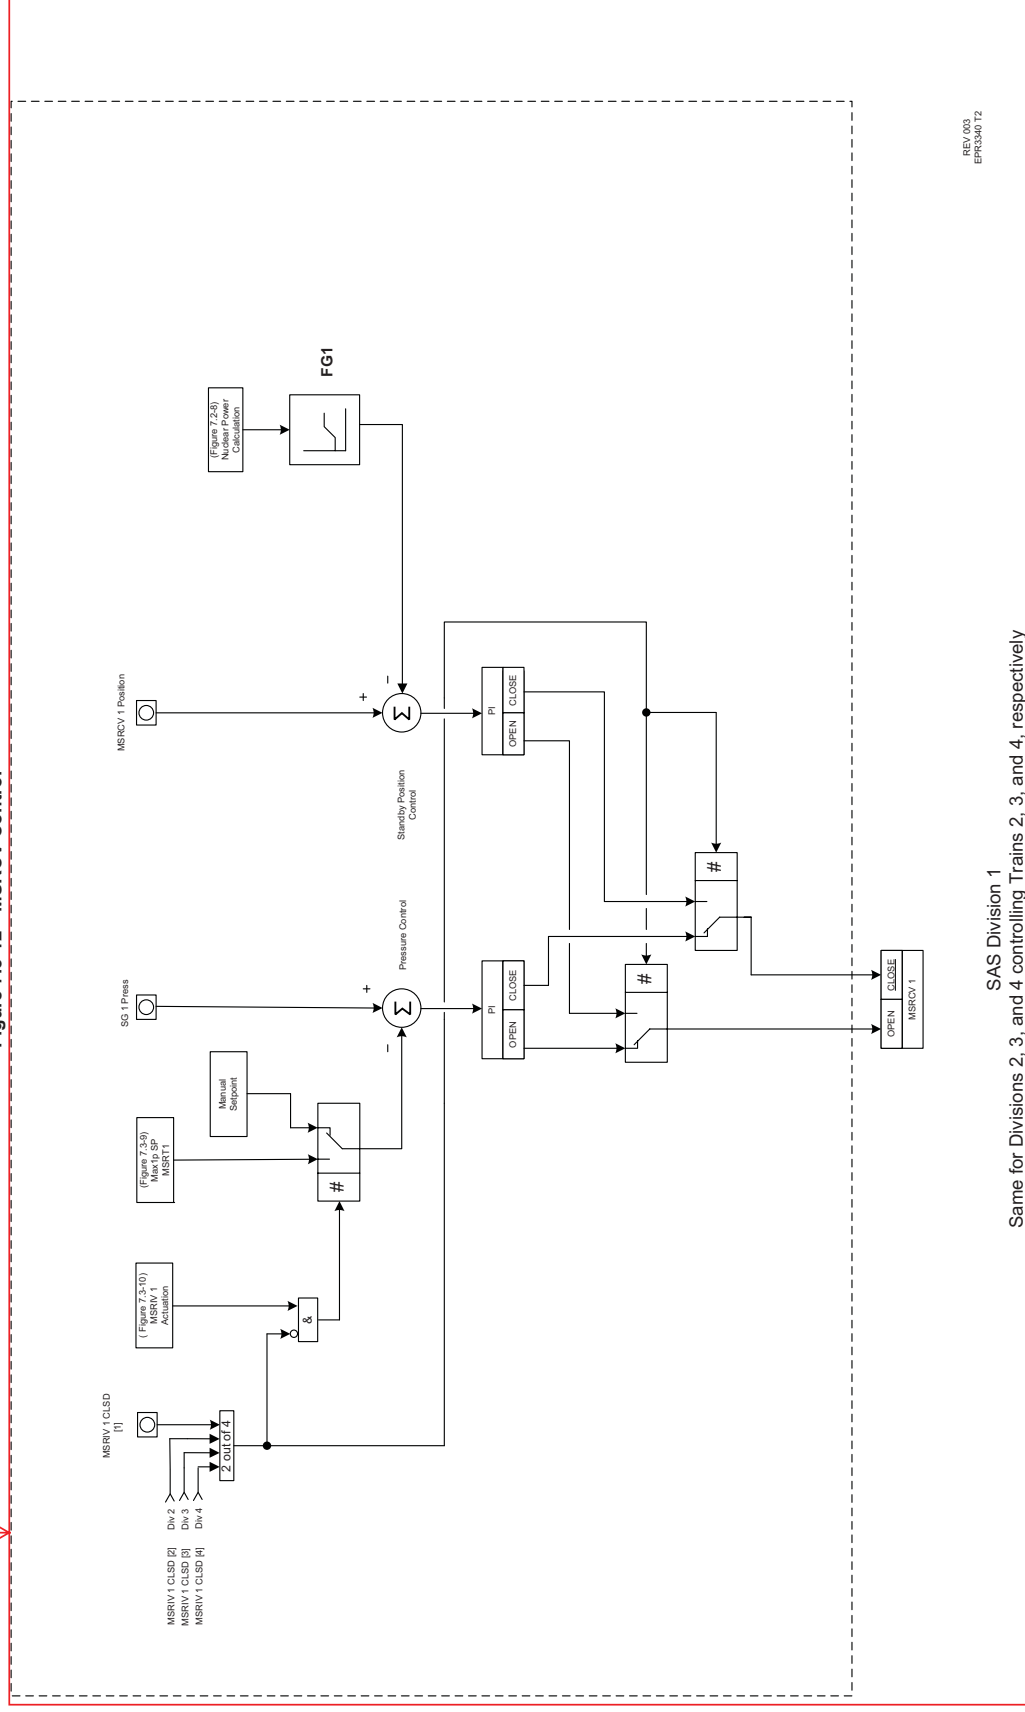 MSRIV 1 CLSD
[1]
MSRIV 1 CLSD [2] Div 2
MSRIV 1 CLSD [3] Div 3
MSRIV 1 CLSD [4] Div 4
2 out of 4
( Figure 7.3-10)
MSRIV 1
Actuation
&
(Figure 7.3-9)
Max1p SP
MSRT1
Manual
Setpoint
#
SG 1 Press
+
−
Σ
Pressure Control
MSRCV 1 Position
+
−
Σ
Standby Position
Control
(Figure 7.2-8)
Nuclear Power
Calculation
FG1
PI
OPEN CLOSE
PI
OPEN CLOSE
#
#
OPEN CLOSE
MSRCV 1
REV 003
EPR3340 T2
SAS Division 1
Same for Divisions 2, 3, and 4 controlling Trains 2, 3, and 4, respectively